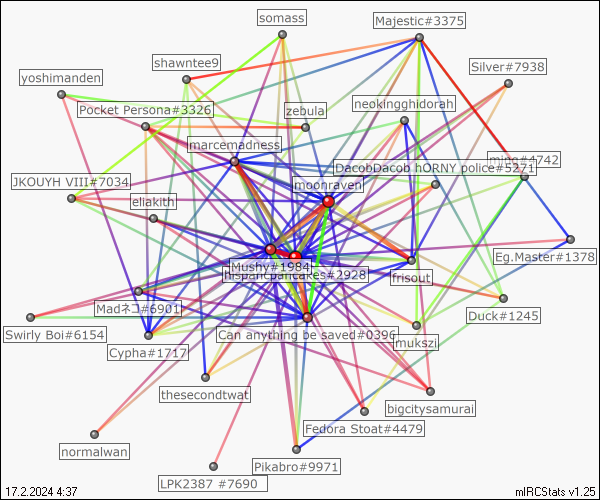 somass
Majestic#3375
shawntee9
Silver#7938
yoshimanden
Pocket Persona#3326
zebula
neokingghidorah
marcemadness
mino#4742
DacobDacob hORNY police#5271
JKOUYH VIII#7034
moonraven
eliakith
Eg.Master#1378
Mushy#1984
hispanicpancakes#2928
frisout
Madネコ#6901
Duck#1245
Swirly Boi#6154
Can anything be saved#0396
Cypha#1717
mukszi
thesecondtwat
bigcitysamurai
Fedora Stoat#4479
normalwan
Pikabro#9971
LPK2387 #7690
17.2.2024 4:37
mIRCStats v1.25